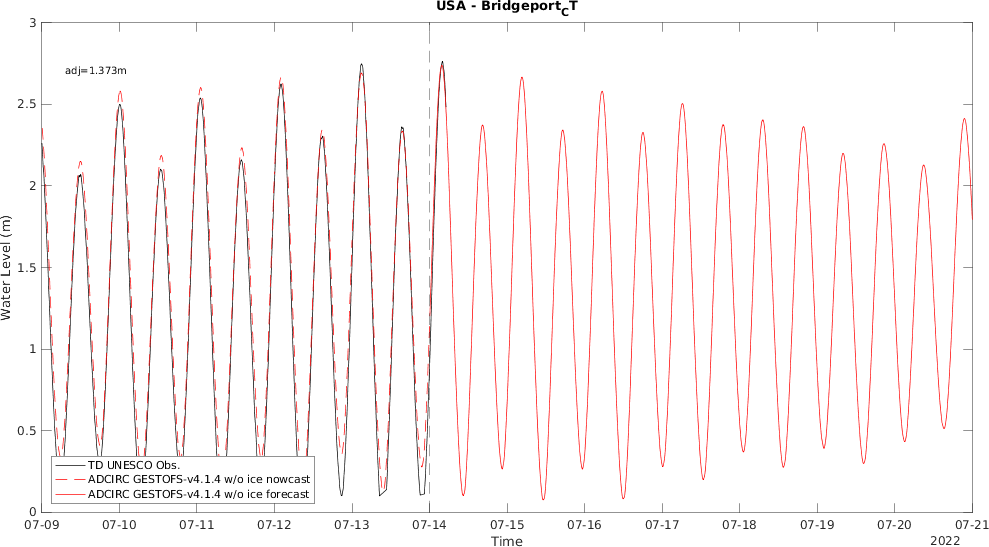 USA - Bridgeport_CT
adj=1.373m
3
2.5
2
1.5
1
0.5
0
Water Level (m)
TD UNESCO Obs.
ADCIRC GESTOFS-v4.1.4 w/o ice nowcast
ADCIRC GESTOFS-v4.1.4 w/o ice forecast
07-09 07-10 07-11 07-12 07-13 07-14 07-15 07-16 07-17 07-18 07-19 07-20 07-21
Time
2022